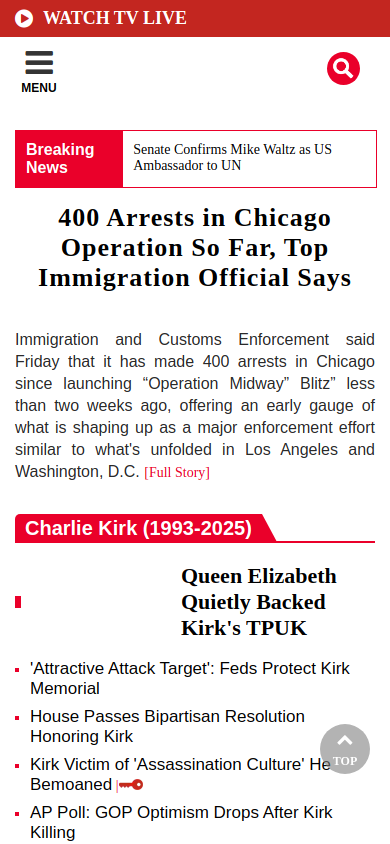 WATCH TV LIVE
MENU
Breaking
News
Senate Confirms Mike Waltz as US
Ambassador to UN
400 Arrests in Chicago
Operation So Far, Top
Immigration Official Says
Immigration and Customs Enforcement said
Friday that it has made 400 arrests in Chicago
since launching “Operation Midway” Blitz” less
than two weeks ago, offering an early gauge of
what is shaping up as a major enforcement effort
similar to what's unfolded in Los Angeles and
Washington, D.C. [Full Story]
Charlie Kirk (1993-2025)
Queen Elizabeth
Quietly Backed
Kirk's TPUK
'Attractive Attack Target': Feds Protect Kirk
Memorial
House Passes Bipartisan Resolution
Honoring Kirk
Kirk Victim of 'Assassination Culture' He
Bemoaned |
TOP
AP Poll: GOP Optimism Drops After Kirk
Killing